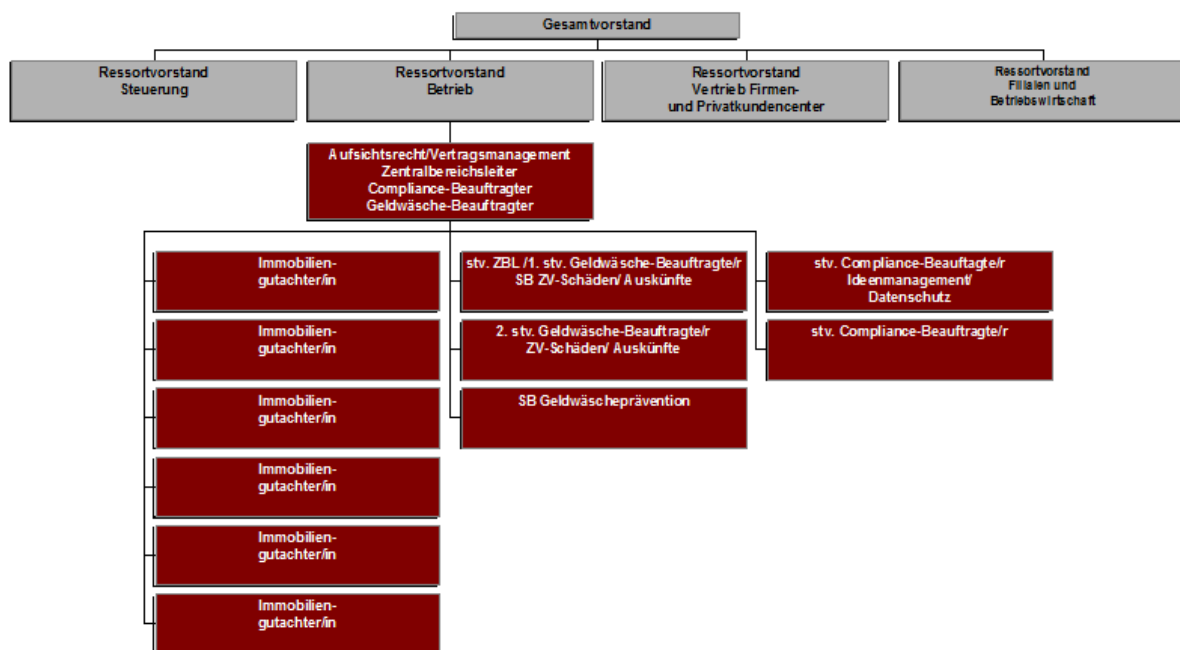 Gesamtvorstand
Ressortvorstand
Steuerung
Ressortvorstand
Betrieb
Ressortvorstand
Vertrieb Firmen-
und Privatkundencenter
Ressortvorstand
Filialen und
Betriebswirtschaft
Aufsichtsrecht/Vertragsmanagement
Zentralbereichsleiter
Compliance-Beauftragter
Geldwäsche-Beauftragter
Immobilien-
gutachter/in
Immobilien-
gutachter/in
Immobilien-
gutachter/in
Immobilien-
gutachter/in
Immobilien-
gutachter/in
Immobilien-
gutachter/in
stv. ZBL /1. stv. Geldwäsche-Beauftragte/r
SB ZV-Schäden/ Auskünfte
2. stv. Geldwäsche-Beauftragte/r
ZV-Schäden/ Auskünfte
SB Geldwäscheprävention
stv. Compliance-Beauftagte/r
Ideenmanagement/
Datenschutz
stv. Compliance-Beauftragte/r